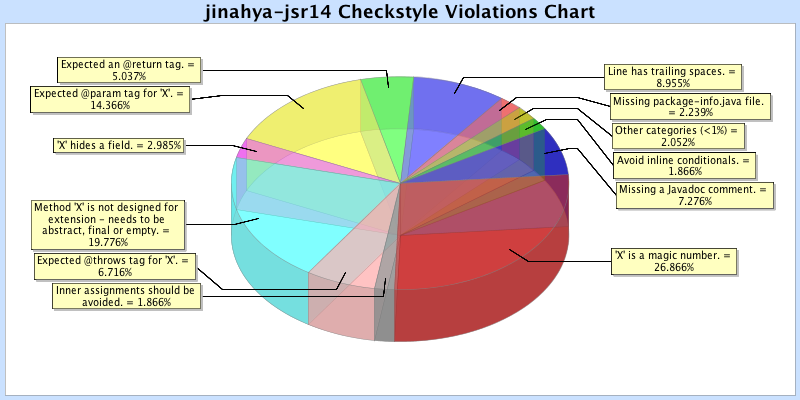 jinahya-jsr14 Checkstyle Violations Chart
Expected an @return tag. =
5.037%
Expected @param tag for 'X'. =
14.366%
'X' hides a field. = 2.985%
Method 'X' is not designed for
extension - needs to be
abstract, final or empty. =
19.776%
Expected @throws tag for 'X'. =
6.716%
Inner assignments should be
avoided. = 1.866%
Line has trailing spaces. =
8.955%
Missing package-info.java file.
= 2.239%
Other categories (<1%) =
2.052%
Avoid inline conditionals. =
1.866%
Missing a Javadoc comment. =
7.276%
'X' is a magic number. =
26.866%